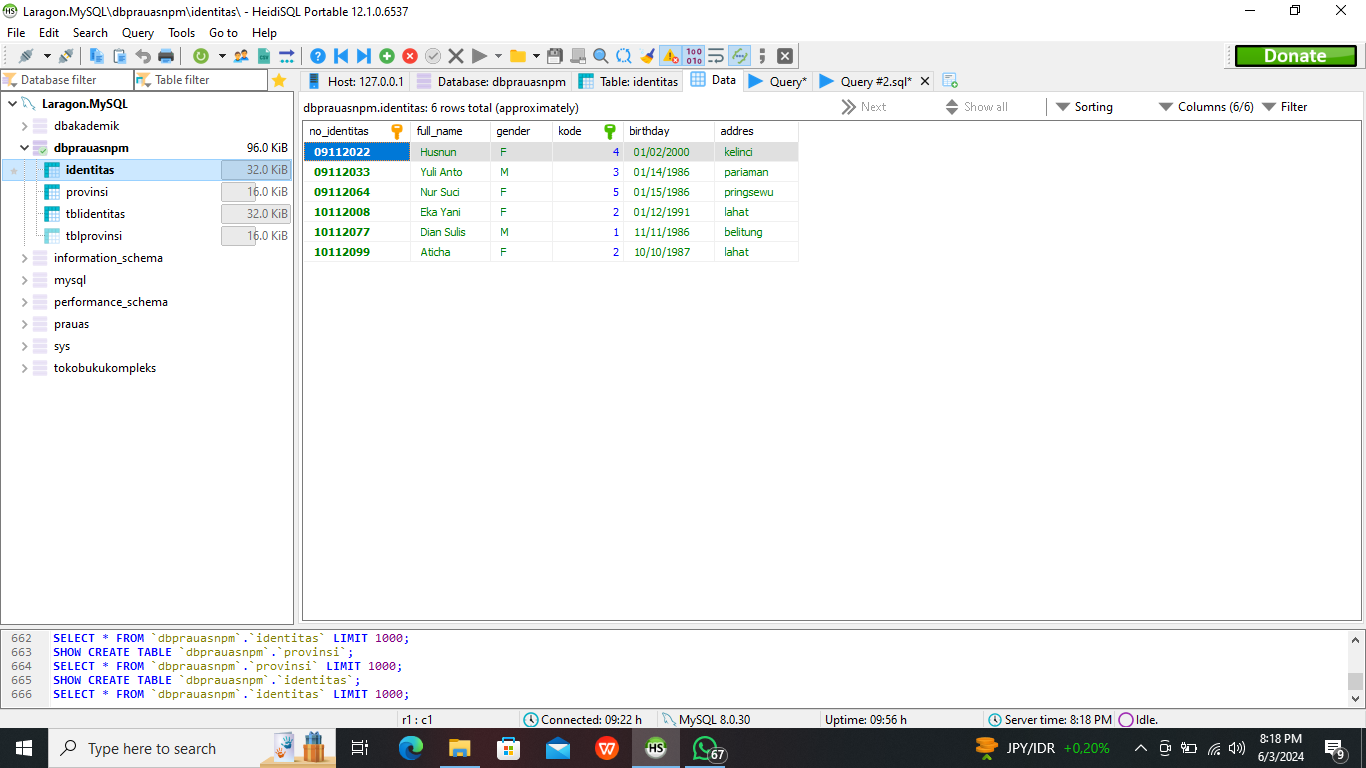 Laragon.MySQL\dbprauasnpm\identitas\ - HeidiSQL Portable 12.1.0.6537
File Edit Search Query Tools Go to Help
Donate
Database filter Table filter
Host: 127.0.0.1 Database: dbprauasnpm Table: identitas Data Query* Query #2.sql*
Laragon.MySQL
dbakademik
dbprauasnpm 96.0 KiB
identitas 32.0 KiB
provinsi 16.0 KiB
tblidentitas 32.0 KiB
tblprovinsi 16.0 KiB
information_schema
mysql
performance_schema
prauas
sys
tokobukukompleks
dbprauasnpm.identitas: 6 rows total (approximately) Next Show all Sorting Columns (6/6) Filter
no_identitas full_name gender kode birthday addres
09112022 Husnun F 4 01/02/2000 kelinci
09112033 Yuli Anto M 3 01/14/1986 pariaman
09112064 Nur Suci F 5 01/15/1986 pringsewu
10112008 Eka Yani F 2 01/12/1991 lahat
10112077 Dian Sulis M 1 11/11/1986 belitung
10112099 Aticha F 2 10/10/1987 lahat
662 SELECT * FROM `dbprauasnpm`.`identitas` LIMIT 1000;
663 SHOW CREATE TABLE `dbprauasnpm`.`provinsi`;
664 SELECT * FROM `dbprauasnpm`.`provinsi` LIMIT 1000;
665 SHOW CREATE TABLE `dbprauasnpm`.`identitas`;
666 SELECT * FROM `dbprauasnpm`.`identitas` LIMIT 1000;
r1 : c1 Connected: 09:22 h MySQL 8.0.30 Uptime: 09:56 h Server time: 8:18 PM Idle.
Type here to search
HS
67
JPY/IDR +0,20%
8:18 PM
6/3/2024
9